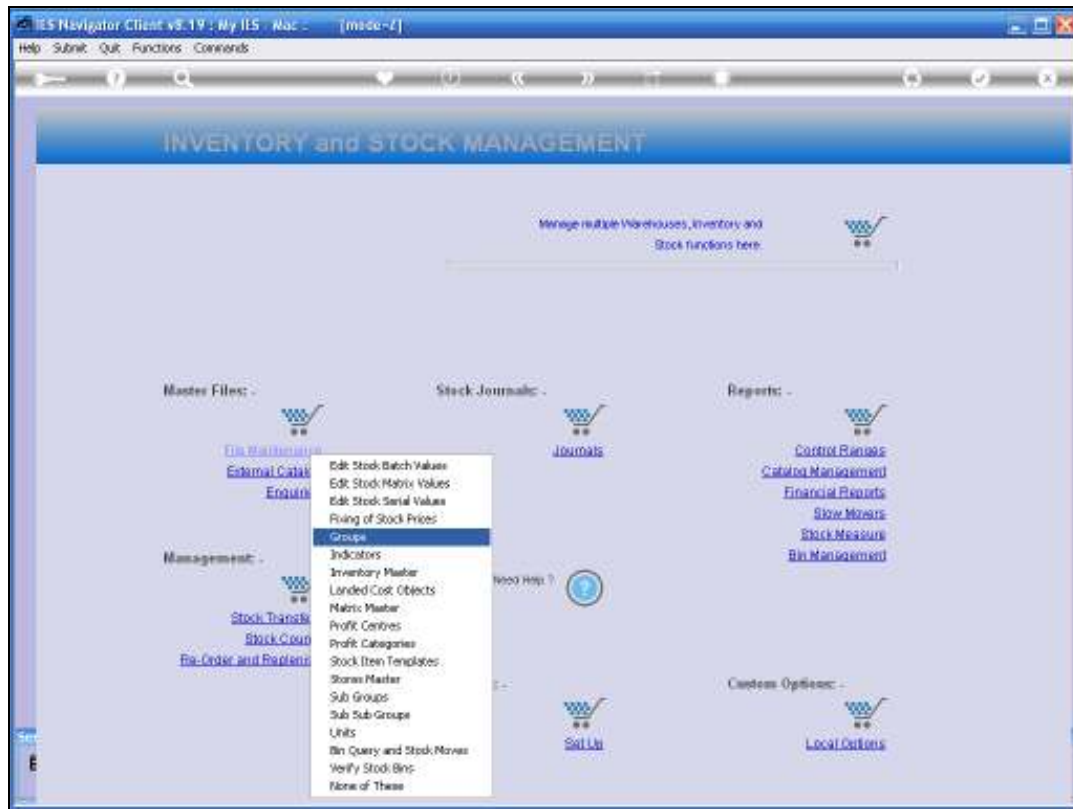 IES Navigator Client v8.19 : My IES - Mac : [mode-Z]
Help Submit Quit Functions Commands
INVENTORY and STOCK MANAGEMENT
Manage multiple Warehouses, Inventory and
Stock functions here.
Master Files: .
Stock Journals: .
Reports: .
File Maintenance
External Catal
Enquiri
Journals
Control Ranges
Catalog Management
Financial Reports
Slow Movers
Stock Measure
Bin Management
Edit Stock Batch Values
Edit Stock Matrix Values
Edit Stock Serial Values
Fixing of Stock Prices
Groups
Indicators
Inventory Master
Landed Cost Objects
Matrix Master
Profit Centres
Profit Categories
Stock Item Templates
Stores Master
Sub Groups
Sub Sub Groups
Units
Bin Query and Stock Moves
Verify Stock Bins
None of These
Management: .
Need Help ?
Stock Transfe
Stock Coun
Re-Order and Repleni
: .
Set Up
Custom Options: .
Local Options